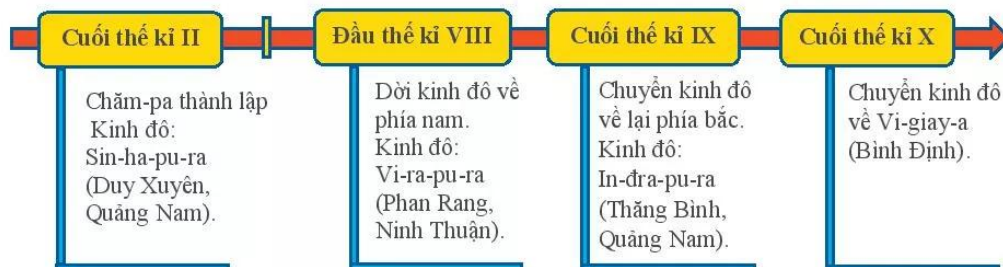 Cuối thế kỉ II
Chăm-pa thành lập
Kinh đô:
Sin-ha-pu-ra
(Duy Xuyên,
Quảng Nam).
Đầu thế kỉ VIII
Dời kinh đô về
phía nam.
Kinh đô:
Vi-ra-pu-ra
(Phan Rang,
Ninh Thuận).
Cuối thế kỉ IX
Chuyển kinh đô
về lại phía bắc.
Kinh đô:
In-đra-pu-ra
(Thăng Bình,
Quảng Nam).
Cuối thế kỉ X
Chuyển kinh đô
về Vi-giay-a
(Bình Định).